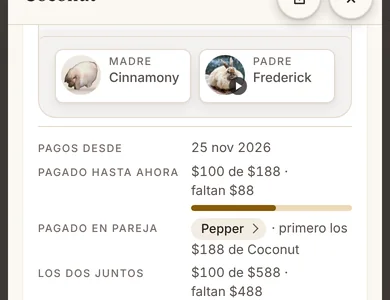 MADRE
Cinnamony
PADRE
Frederick
PAGOS DESDE
25 nov 2026
PAGADO HASTA AHORA
$100 de $188 ·
faltan $88
PAGADO EN PAREJA
Pepper > · primero los
$188 de Coconut
LOS DOS JUNTOS
$100 de $588 ·
faltan $488